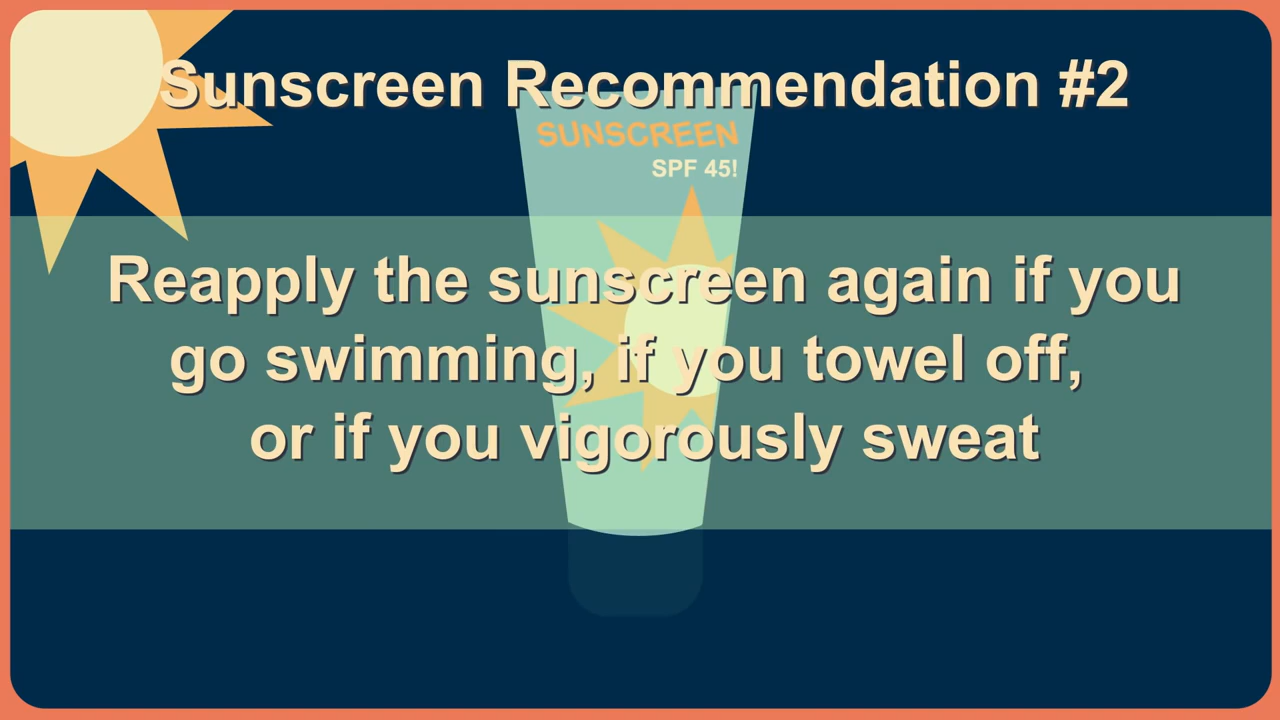 Sunscreen Recommendation #2
SUNSCREEN
SPF 45!
Reapply the sunscreen again if you
go swimming, if you towel off,
or if you vigorously sweat